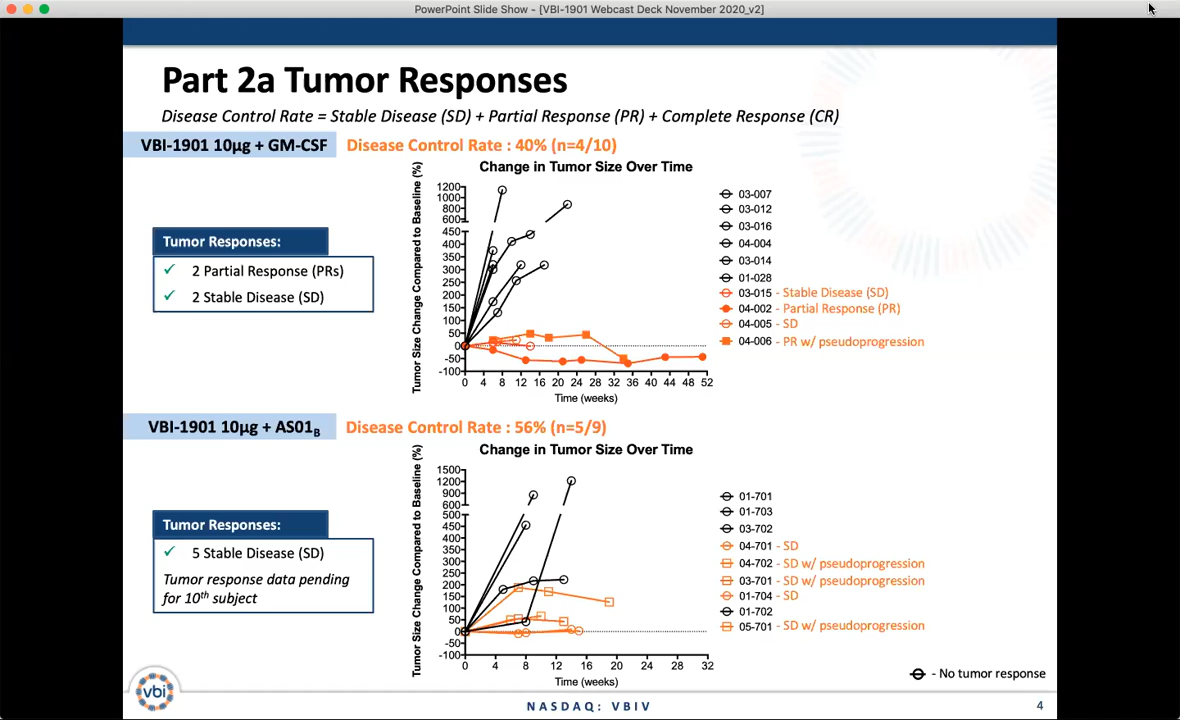 PowerPoint Slide Show - [VBI-1901 Webcast Deck November 2020_v2]
Part 2a Tumor Responses
Disease Control Rate = Stable Disease (SD) + Partial Response (PR) + Complete Response (CR)
VBI-1901 10µg + GM-CSF
Disease Control Rate : 40% (n=4/10)
Change in Tumor Size Over Time
Tumor Size Change Compared to Baseline (%)
1200
1000
800
600
450
400
350
300
250
200
150
100
50
0
-50
-100
0 4 8 12 16 20 24 28 32 36 40 44 48 52
Time (weeks)
Tumor Responses:
✓ 2 Partial Response (PRs)
✓ 2 Stable Disease (SD)
03-007
03-012
03-016
04-004
03-014
01-028
03-015 - Stable Disease (SD)
04-002 - Partial Response (PR)
04-005 - SD
04-006 - PR w/ pseudoprogression
VBI-1901 10µg + AS01B
Disease Control Rate : 56% (n=5/9)
Change in Tumor Size Over Time
Tumor Size Change Compared to Baseline (%)
1500
1200
900
600
500
450
400
350
300
250
200
150
100
50
0
-50
-100
0 4 8 12 16 20 24 28 32
Time (weeks)
Tumor Responses:
✓ 5 Stable Disease (SD)
Tumor response data pending
for 10th subject
01-701
01-703
03-702
04-701 - SD
04-702 - SD w/ pseudoprogression
03-701 - SD w/ pseudoprogression
01-704 - SD
01-702
05-701 - SD w/ pseudoprogression
- No tumor response
vbi
NASDAQ: VBIV
4